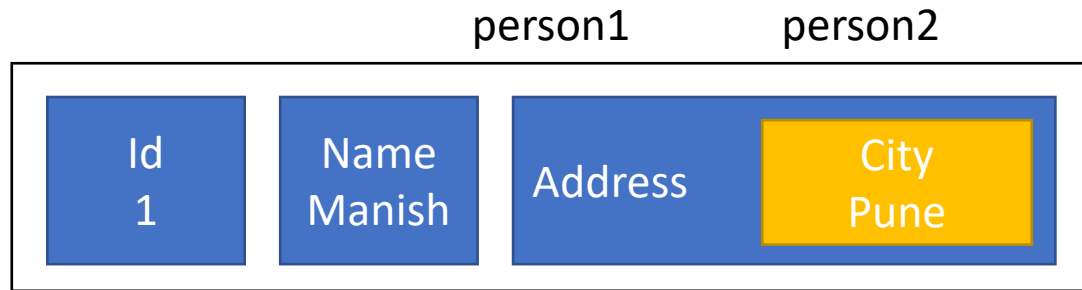 person1 person2
Id
1
Name
Manish
Address
City
Pune